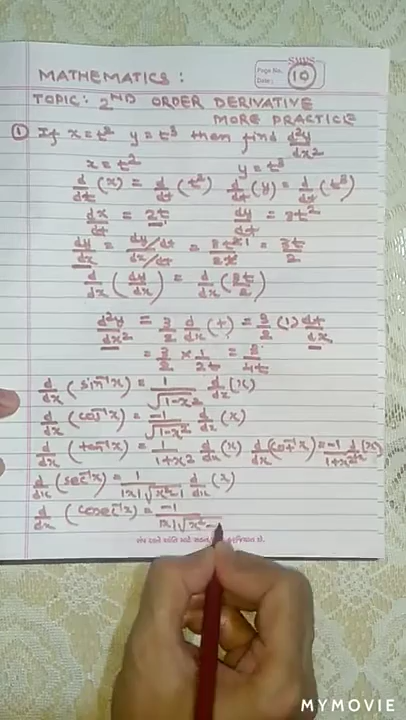 SHIPS
Page No.
Date:
10
MATHEMATICS:
TOPIC: 2ND ORDER DERIVATIVE
MORE PRACTICE
① If x=t² y=t³ then find d²y/dx²
x=t² y=t³
d/dt (x) = d/dt (t²) d/dt (y) = d/dt (t³)
dx/dt = 2t dy/dt = 3t²
dy/dx = dy/dt / dx/dt = 3t²/2t = 3t/2
d/dx (dy/dx) = d/dx (3t/2)
d²y/dx² = 3/2 d/dx (t) = 3/2 (1) dt/dx
= 3/2 × 1/2t = 3/4t
d/dx (sin⁻¹x) = 1/√1-x² d/dx (x)
d/dx (cos⁻¹x) = -1/√1-x² d/dx (x)
d/dx (tan⁻¹x) = 1/1+x² d/dx (x) d/dx (cot⁻¹x) = -1/1+x² d/dx (x)
d/dx (sec⁻¹x) = 1/|x|√x²-1 d/dx (x)
d/dx (cosec⁻¹x) = -1/|x|√x²-
MYMOVIE